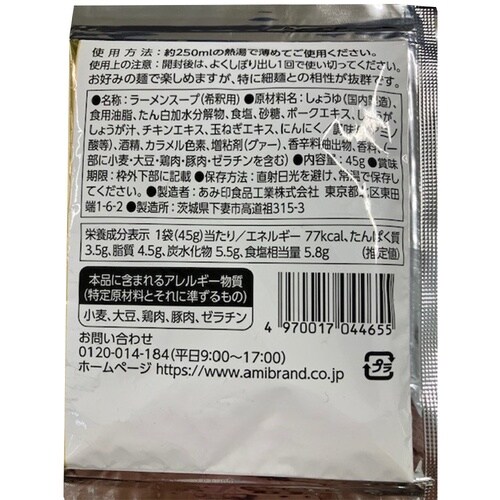 使用方法：約250mlの熱湯で薄めてご使用ください。
使用上の注意：開封後は、よくしぼり出し1回で使い切ってください。
お好みの麺で楽しめますが、特に細麺との相性が抜群です。
●名称：ラーメンスープ(希釈用)●原材料名：しょうゆ(国内製造)、
食用油脂、たん白加水分解物、食塩、砂糖、ポークエキス、しょうが、
しょうが汁、チキンエキス、玉ねぎエキス、にんにく、調味料(アミノ
酸等)、酒精、カラメル色素、増粘剤(グァー)、香辛料抽出物、香料、(一
部に小麦・大豆・鶏肉・豚肉・ゼラチンを含む)●内容量：45g●賞味
期限：枠外下部に記載●保存方法：直射日光を避け、常温で保存して
ください。●製造者：あみ印食品工業株式会社 東京都北区東田
端1-6-2●製造所：茨城県下妻市高道祖315-3
栄養成分表示 1袋(45g)当たり／エネルギー 77kcal、たんぱく質
3.5g、脂質 4.5g、炭水化物 5.5g、食塩相当量 5.8g (推定値)
本品に含まれるアレルギー物質
(特定原材料とそれに準ずるもの)
小麦、大豆、鶏肉、豚肉、ゼラチン
4 970017 044655
お問い合わせ
0120-014-184(平日9:00〜17:00)
ホームページ https://www.amibrand.co.jp
プラ